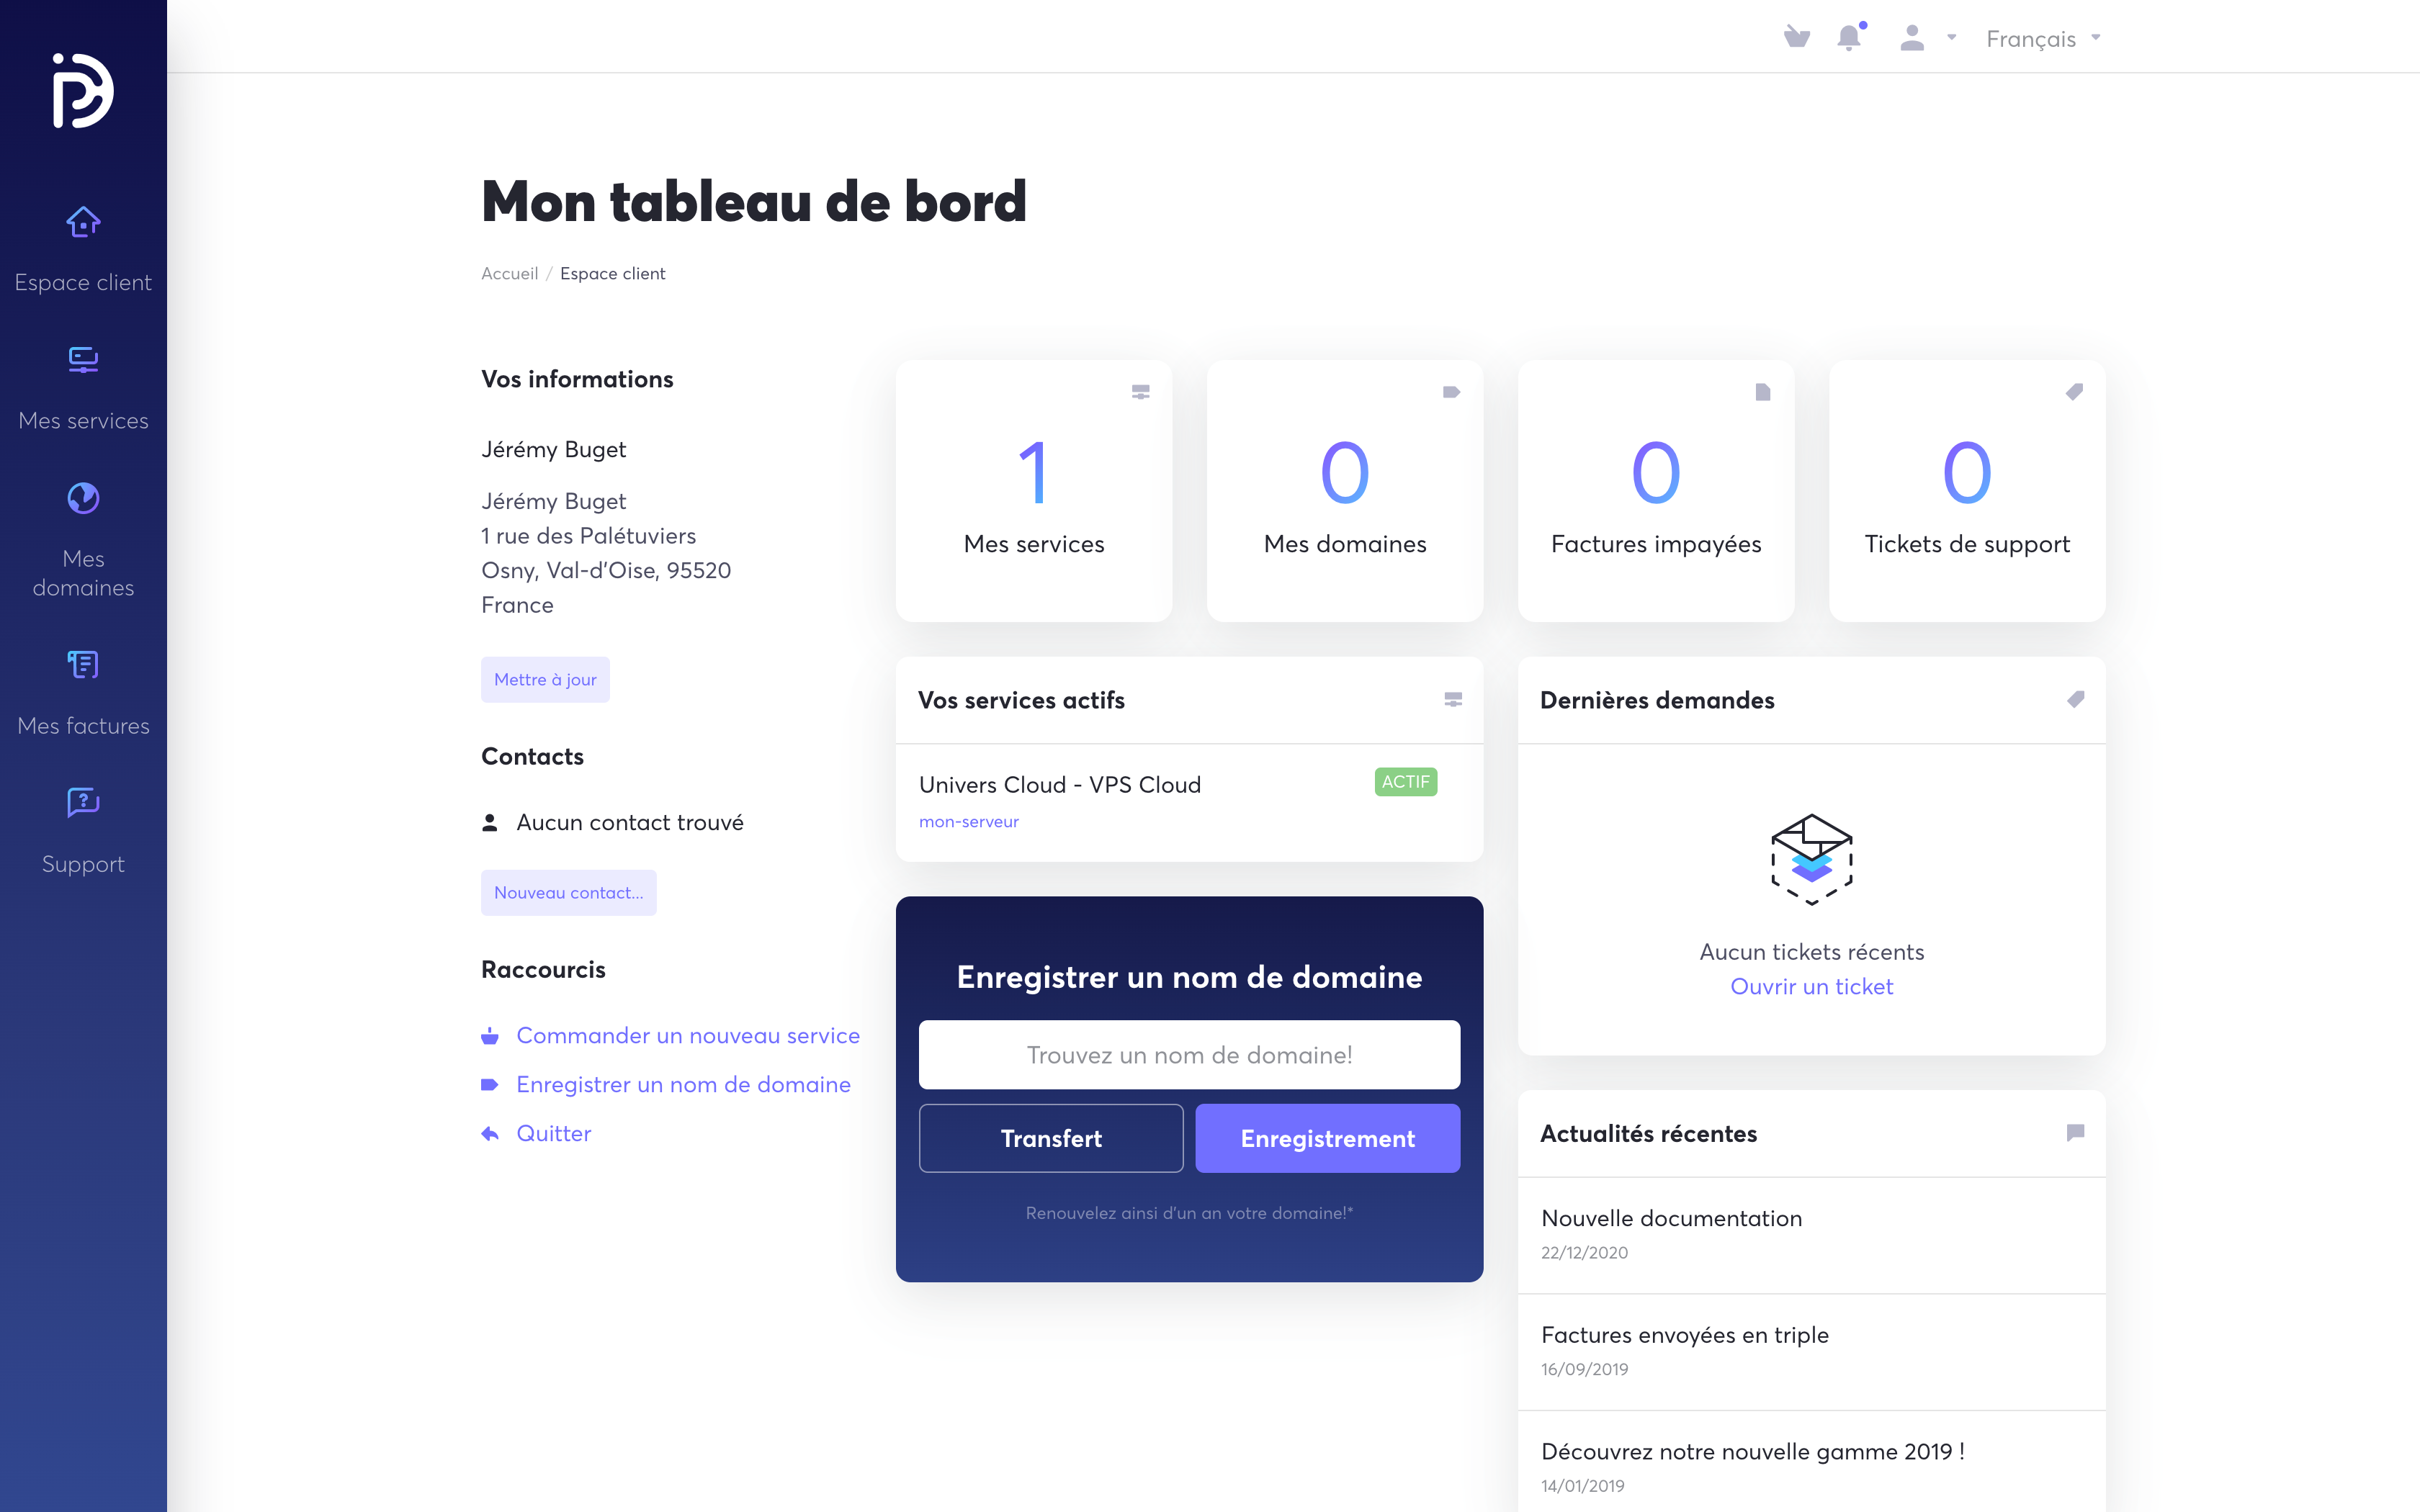 Français
Espace client
Mes services
Mes
domaines
Mes factures
Support
Mon tableau de bord
Accueil / Espace client
Vos informations
Jérémy Buget
Jérémy Buget
1 rue des Palétuviers
Osny, Val-d'Oise, 95520
France
Mettre à jour
Contacts
Aucun contact trouvé
Nouveau contact...
Raccourcis
Commander un nouveau service
Enregistrer un nom de domaine
Quitter
1
Mes services
0
Mes domaines
0
Factures impayées
0
Tickets de support
Vos services actifs
Univers Cloud - VPS Cloud
ACTIF
mon-serveur
Enregistrer un nom de domaine
Trouvez un nom de domaine!
Transfert
Enregistrement
Renouvelez ainsi d'un an votre domaine!*
Dernières demandes
Aucun tickets récents
Ouvrir un ticket
Actualités récentes
Nouvelle documentation
22/12/2020
Factures envoyées en triple
16/09/2019
Découvrez notre nouvelle gamme 2019 !
14/01/2019